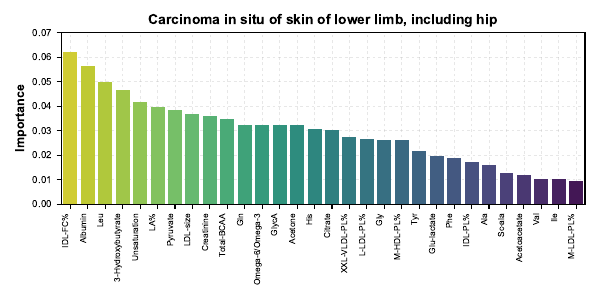 Carcinoma in situ of skin of lower limb, including hip
Importance
0.07
0.06
0.05
0.04
0.03
0.02
0.01
0.00
IDL-FC%
Albumin
Leu
3-Hydroxybutyrate
Unsaturation
LA%
Pyruvate
LDL-size
Creatinine
Total-BCAA
Gln
Omega-6/Omega-3
GlycA
Acetone
His
Citrate
XXL-VLDL-PL%
L-LDL-PL%
Gly
M-HDL-PL%
Tyr
Glu-lactate
Phe
IDL-PL%
Ala
Acetoacetate
Val
Ile
M-LDL-PL%